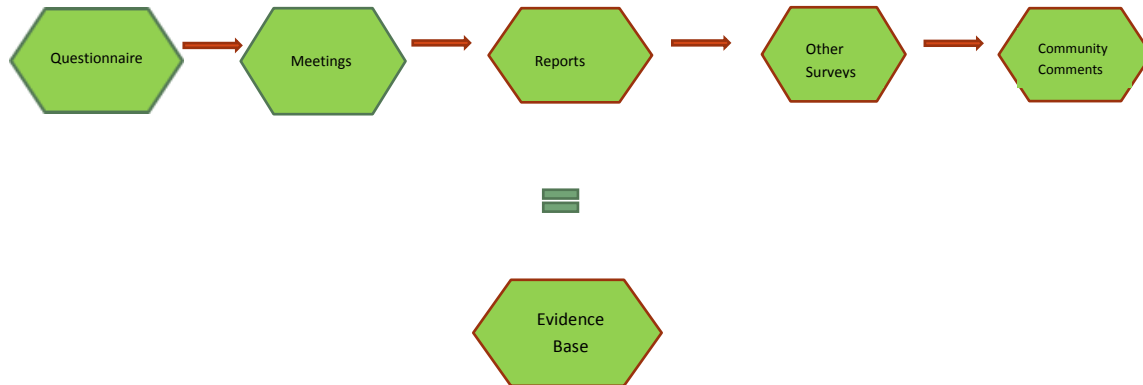 Questionnaire
Meetings
Reports
Other
Surveys
Community
Comments
Evidence
Base